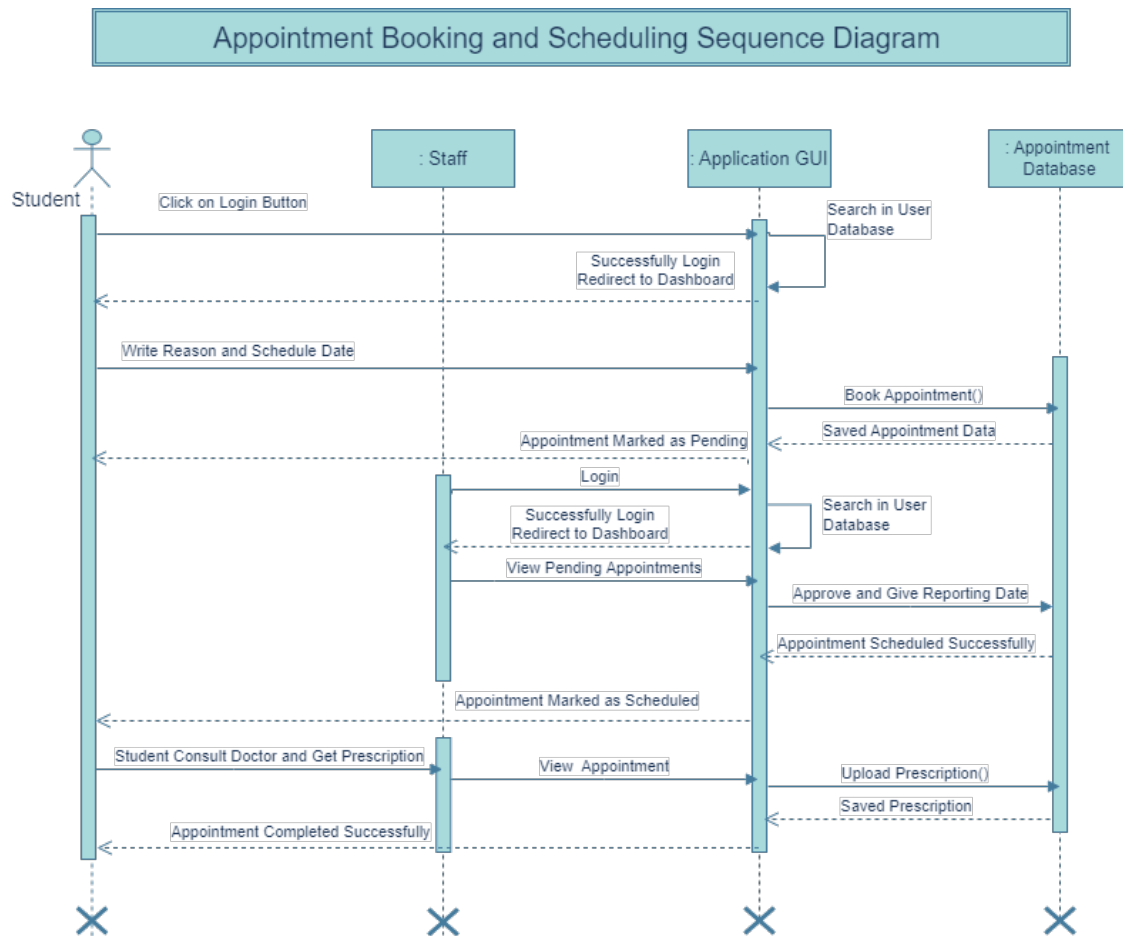 Appointment Booking and Scheduling Sequence Diagram
: Staff
: Application GUI
: Appointment
Database
Student
Click on Login Button
Search in User
Database
Successfully Login
Redirect to Dashboard
Write Reason and Schedule Date
Book Appointment()
Saved Appointment Data
Appointment Marked as Pending
Login
Search in User
Database
Successfully Login
Redirect to Dashboard
View Pending Appointments
Approve and Give Reporting Date
Appointment Scheduled Successfully
Appointment Marked as Scheduled
Student Consult Doctor and Get Prescription
View Appointment
Upload Prescription()
Saved Prescription
Appointment Completed Successfully